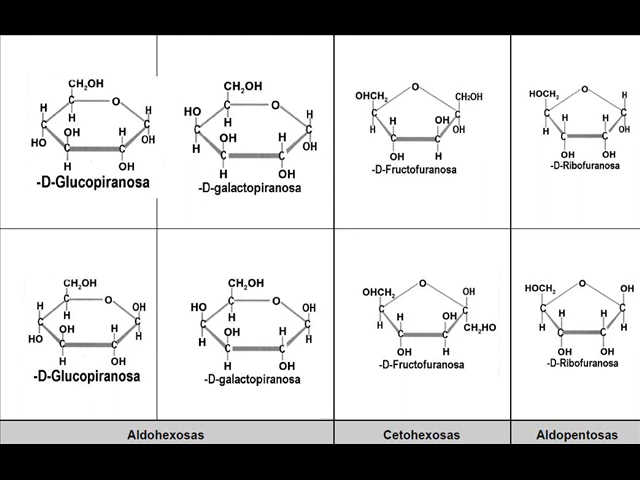 CH₂OH
C O
H H H
C OH H C
HO C C OH
H OH
-D-Glucopiranosa
CH₂OH
C O
HO H H
C OH H C
H C C OH
H OH
-D-galactopiranosa
O
OHCH₂ CH₂OH
C OH C
H H OH
C C
OH H
-D-Fructofuranosa
O
HOCH₂ H
C H H C
H C C OH
OH OH
-D-Ribofuranosa
CH₂OH
C O
H H OH
C OH H C
HO C C H
H OH
-D-Glucopiranosa
CH₂OH
C O
HO H OH
C OH H C
H C C H
H OH
-D-galactopiranosa
O
OHCH₂ OH
C OH C
H H CH₂HO
C C
OH H
-D-Fructofuranosa
O
HOCH₂ OH
C H H C
H C C H
OH OH
-D-Ribofuranosa
Aldohexosas
Cetohexosas
Aldopentosas